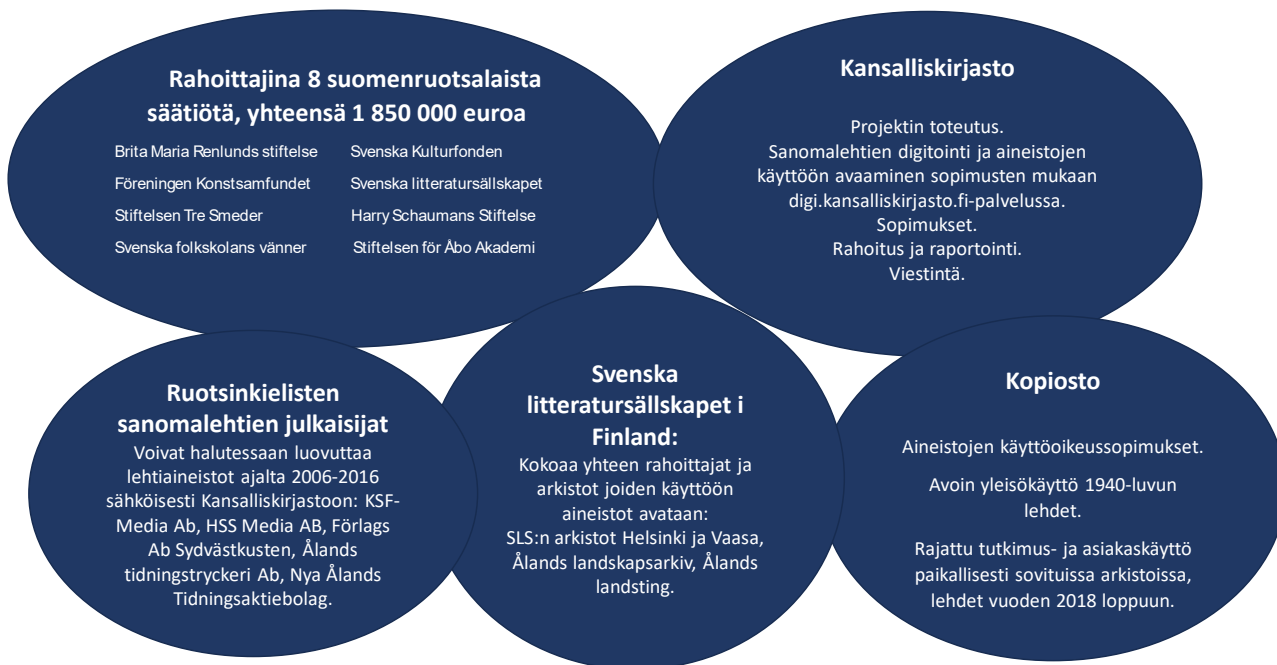 Rahoittajina 8 suomenruotsalaista
säätiötä, yhteensä 1 850 000 euroa
Brita Maria Renlunds stiftelse
Föreningen Konstsamfundet
Stiftelsen Tre Smeder
Svenska folkskolans vänner
Svenska Kulturfonden
Svenska litteratursällskapet
Harry Schaumans Stiftelse
Stiftelsen för Åbo Akademi
Kansalliskirjasto
Projektin toteutus.
Sanomalehtien digitointi ja aineistojen
käyttöön avaaminen sopimusten mukaan
digi.kansalliskirjasto.fi-palvelussa.
Sopimukset.
Rahoitus ja raportointi.
Viestintä.
Ruotsinkielisten
sanomalehtien julkaisijat
Voivat halutessaan luovuttaa
lehtiaineistot ajalta 2006-2016
sähköisesti Kansalliskirjastoon: KSF-
Media Ab, HSS Media AB, Förlags
Ab Sydvästkusten, Ålands
tidningstryckeri Ab, Nya Ålands
Tidningsaktiebolag.
Svenska
litteratursällskapet i
Finland:
Kokoaa yhteen rahoittajat ja
arkistot joiden käyttöön
aineistot avataan:
SLS:n arkistot Helsinki ja Vaasa,
Ålands landskapsarkiv, Ålands
landsting.
Kopiosto
Aineistojen käyttöoikeussopimukset.
Avoin yleisökäyttö 1940-luvun
lehdet.
Rajattu tutkimus- ja asiakaskäyttö
paikallisesti sovituissa arkistoissa,
lehdet vuoden 2018 loppuun.